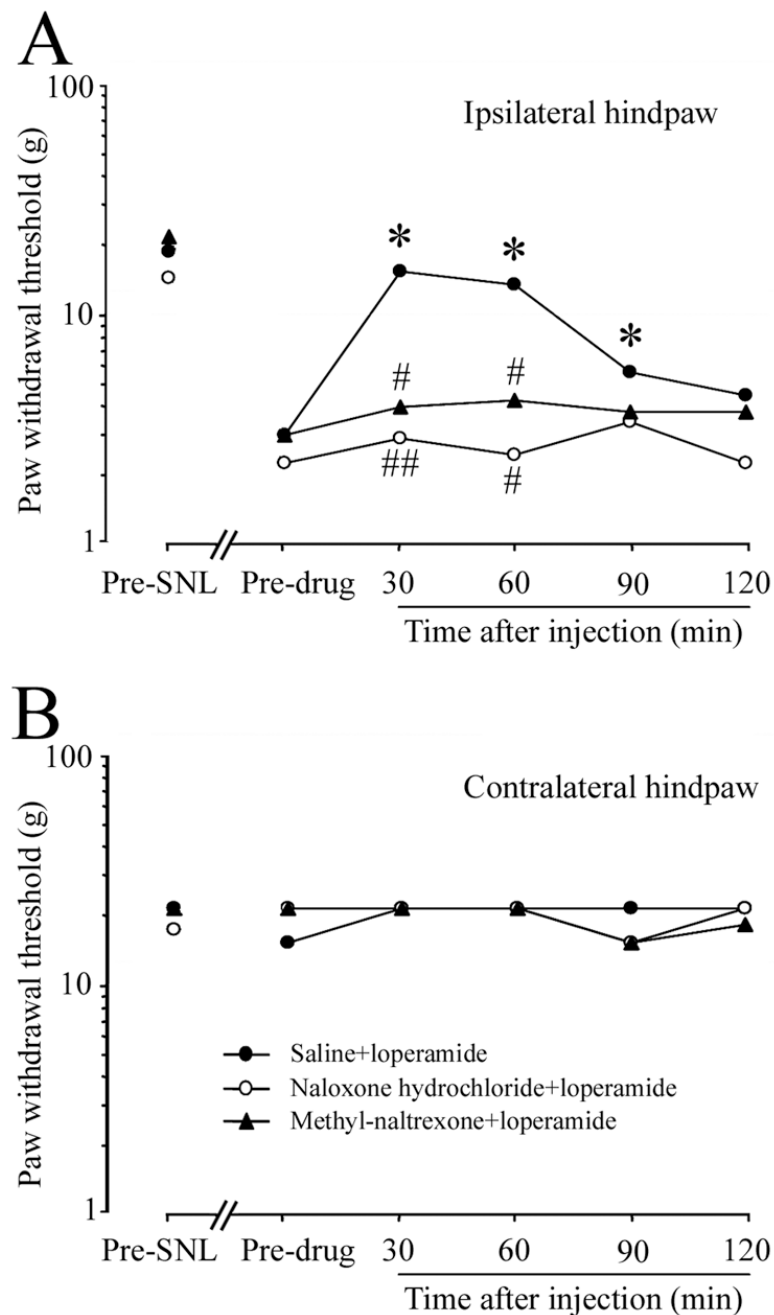 A
100
Ipsilateral hindpaw
Paw withdrawal threshold (g)
*
*
10
*
#
#
##
#
1
Pre-SNL
Pre-drug
30
60
90
120
Time after injection (min)
B
100
Contralateral hindpaw
Paw withdrawal threshold (g)
10
Saline+loperamide
Naloxone hydrochloride+loperamide
Methyl-naltrexone+loperamide
1
Pre-SNL
Pre-drug
30
60
90
120
Time after injection (min)